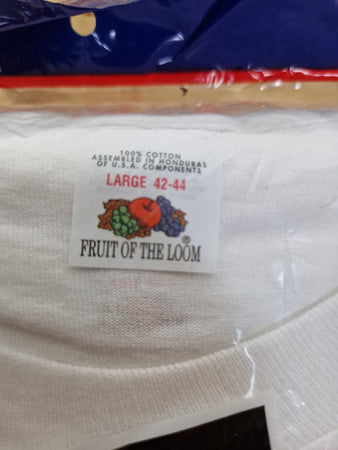 100% COTTON
ASSEMBLED IN HONDURAS
OF U.S.A. COMPONENTS
LARGE 42-44
FRUIT OF THE LOOM®